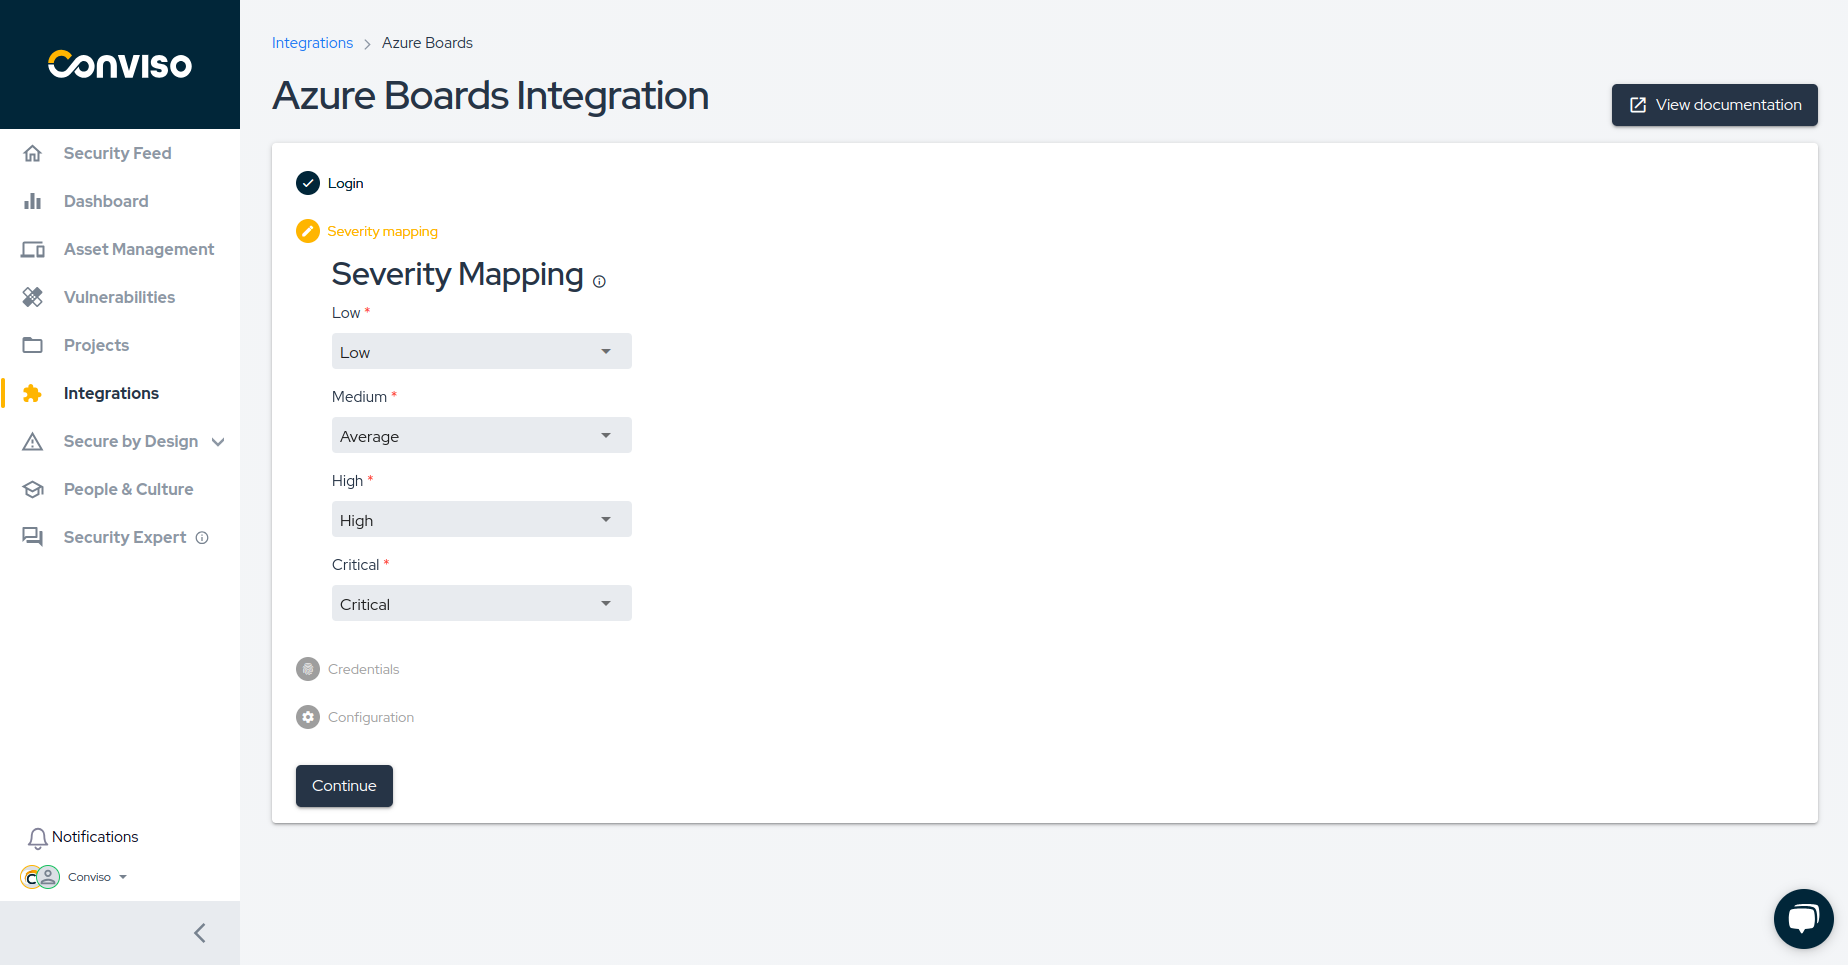 CONVISO
Security Feed
Dashboard
Asset Management
Vulnerabilities
Projects
Integrations
Secure by Design
People & Culture
Security Expert
Notifications
Conviso
Integrations > Azure Boards
Azure Boards Integration
View documentation
Login
Severity mapping
Severity Mapping
Low *
Low
Medium *
Average
High *
High
Critical *
Critical
Credentials
Configuration
Continue